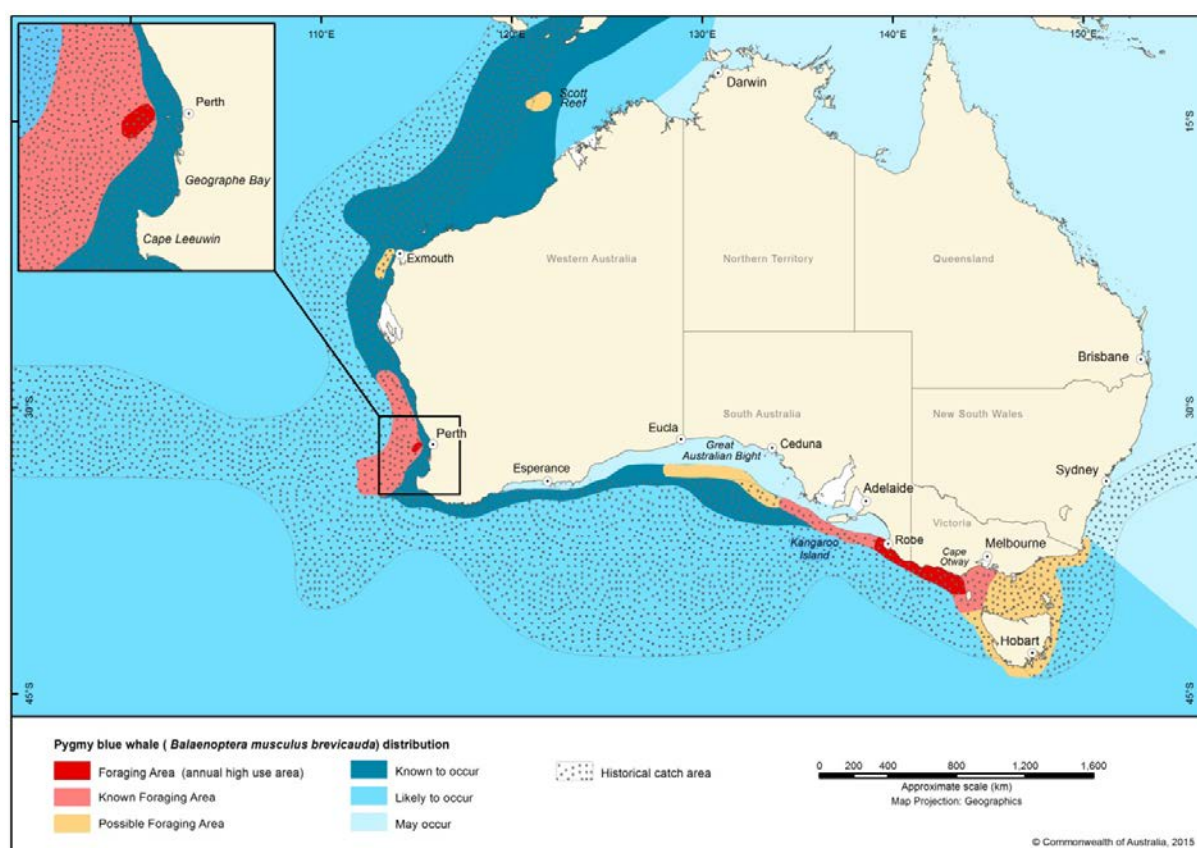 110°E
120°E
130°E
140°E
150°E
Perth
Geographe Bay
Cape Leeuwin
Scott
Reef
Darwin
15°S
15°S
Exmouth
Western Australia
Northern Territory
Queensland
Brisbane
30°S
30°S
Perth
Esperance
Eucla
South Australia
Great
Australian Bight
Ceduna
New South Wales
Sydney
Adelaide
Victoria
Kangaroo
Island
Robe
Cape
Otway
Melbourne
Hobart
45°S
45°S
Pygmy blue whale ( Balaenoptera musculus brevicauda) distribution
Foraging Area (annual high use area)
Known Foraging Area
Possible Foraging Area
Known to occur
Likely to occur
May occur
Historical catch area
0 200 400 800 1,200 1,600
Approximate scale (km)
Map Projection: Geographics
© Commonwealth of Australia, 2015